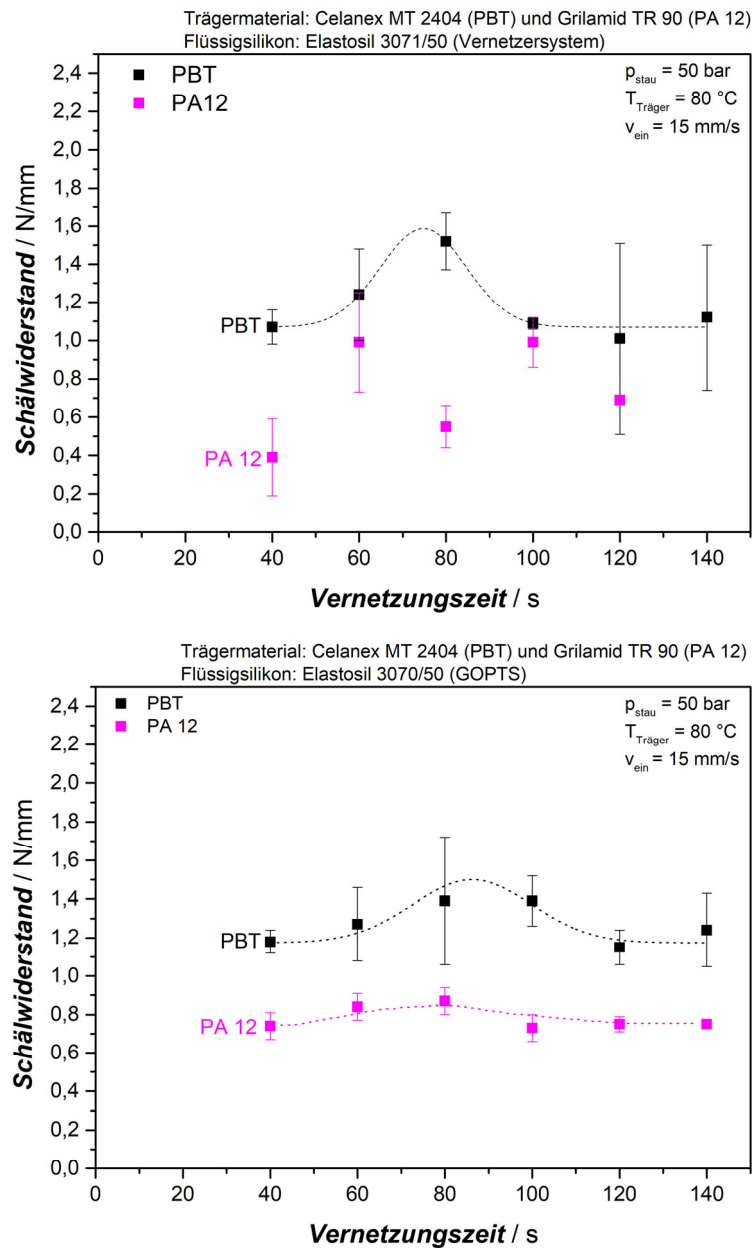 Trägermaterial: Celanex MT 2404 (PBT) und Grilamid TR 90 (PA 12)
Flüssigsilikon: Elastosil 3071/50 (Vernetzersystem)
2,4
2,2
2,0
1,8
1,6
1,4
1,2
1,0
0,8
0,6
0,4
0,2
0,0
Schälwiderstand / N/mm
PBT
PA12
p_stau = 50 bar
T_Träger = 80 °C
v_ein = 15 mm/s
PBT
PA 12
0 20 40 60 80 100 120 140
Vernetzungszeit / s
Trägermaterial: Celanex MT 2404 (PBT) und Grilamid TR 90 (PA 12)
Flüssigsilikon: Elastosil 3070/50 (GOPTS)
2,4
2,2
2,0
1,8
1,6
1,4
1,2
1,0
0,8
0,6
0,4
0,2
0,0
Schälwiderstand / N/mm
PBT
PA 12
p_stau = 50 bar
T_Träger = 80 °C
v_ein = 15 mm/s
PBT
PA 12
0 20 40 60 80 100 120 140
Vernetzungszeit / s